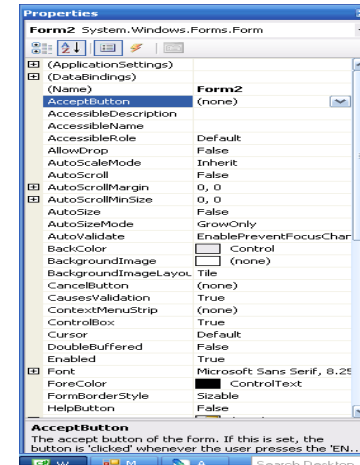 Properties
Form2 System.Windows.Forms.Form
(ApplicationSettings)
(DataBindings)
(Name) Form2
AcceptButton (none)
AccessibleDescription
AccessibleName
AccessibleRole Default
AllowDrop False
AutoScaleMode Inherit
AutoScroll False
AutoScrollMargin 0, 0
AutoScrollMinSize 0, 0
AutoSize False
AutoSizeMode GrowOnly
AutoValidate EnablePreventFocusChar
BackColor Control
BackgroundImage (none)
BackgroundImageLayou Tile
CancelButton (none)
CausesValidation True
ContextMenuStrip (none)
ControlBox True
Cursor Default
DoubleBuffered False
Enabled True
Font Microsoft Sans Serif, 8.25
ForeColor ControlText
FormBorderStyle Sizable
HelpButton False
AcceptButton
The accept button of the form. If this is set, the
button is 'clicked' whenever the user presses the 'EN...
Search Desktop